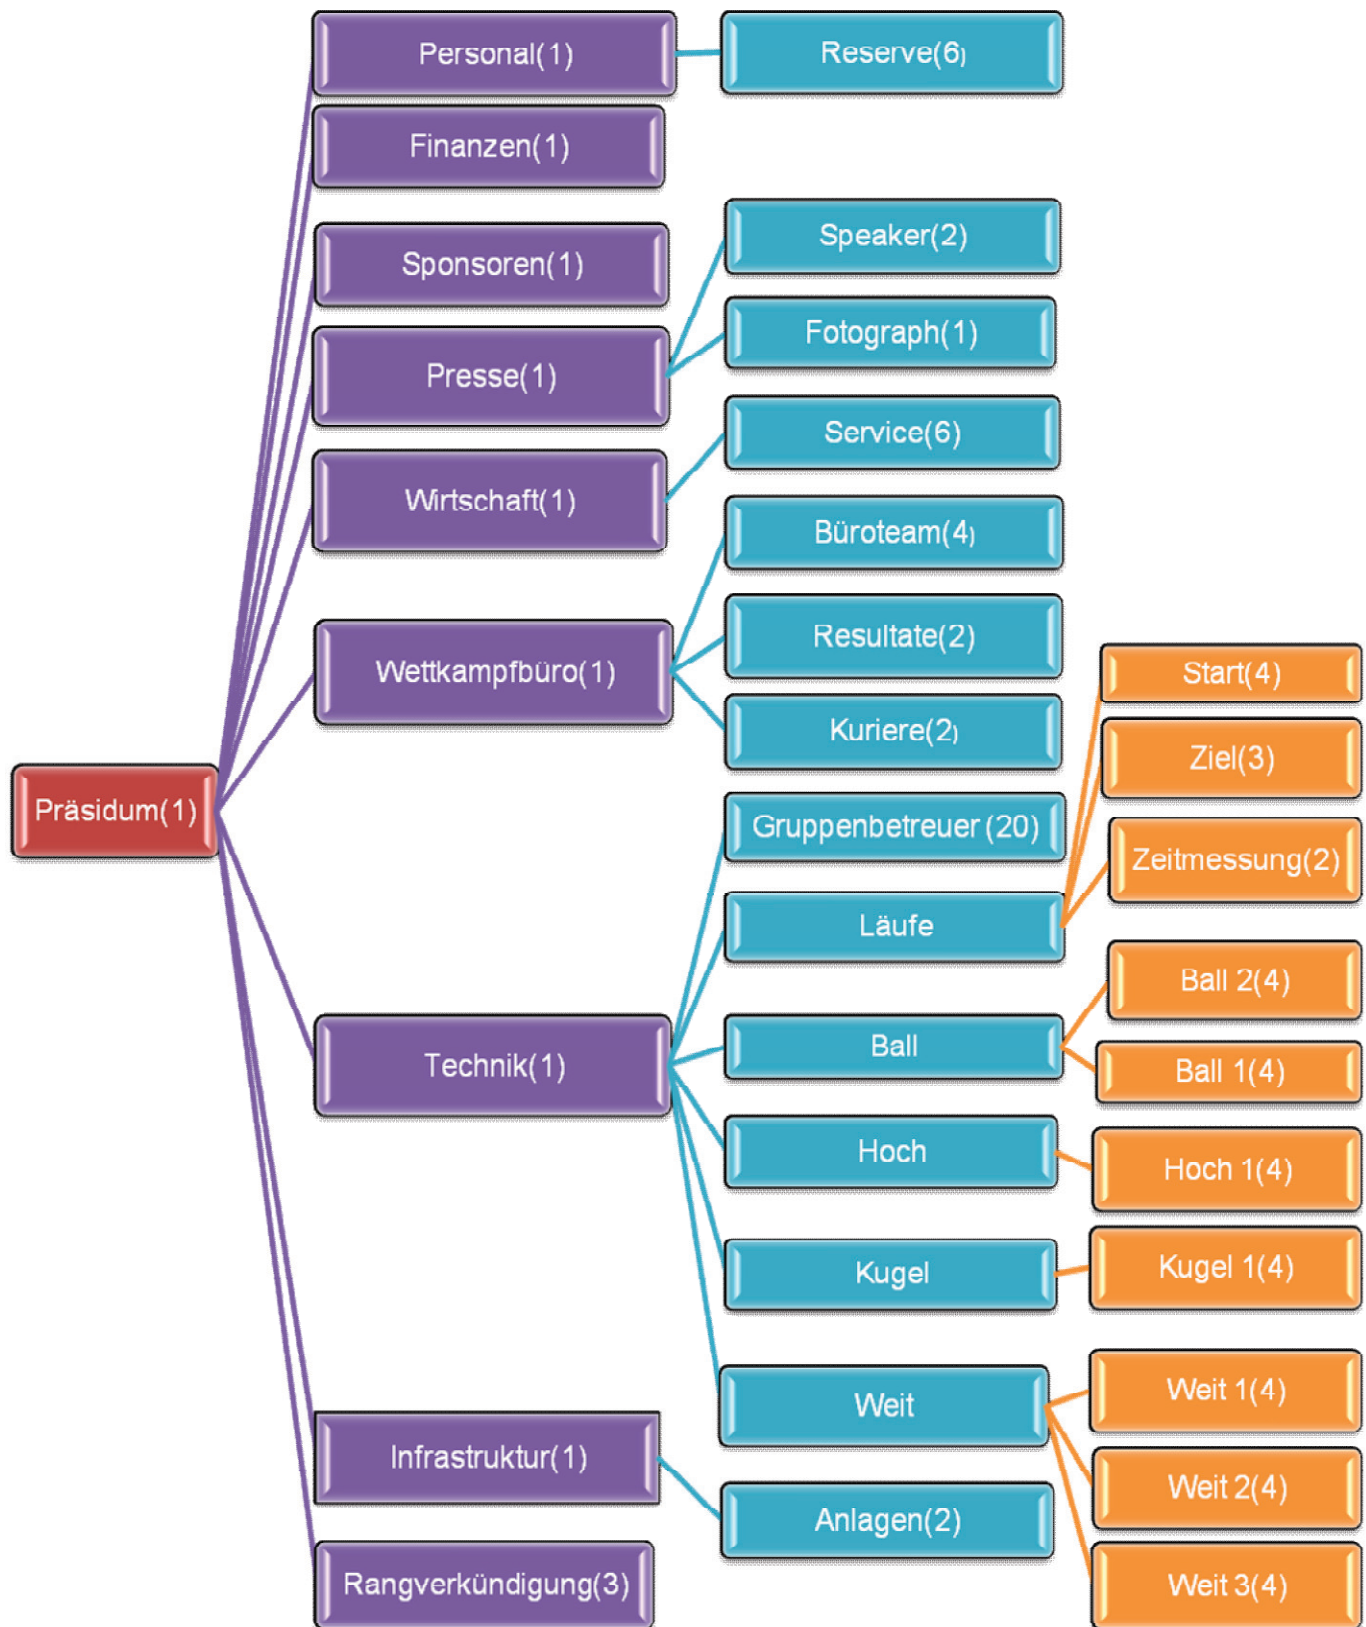 Präsidum(1)
Personal(1)
Finanzen(1)
Sponsoren(1)
Presse(1)
Wirtschaft(1)
Wettkampfbüro(1)
Technik(1)
Infrastruktur(1)
Rangverkündigung(3)
Reserve(6)
Speaker(2)
Fotograph(1)
Service(6)
Büroteam(4)
Resultate(2)
Kuriere(2)
Gruppenbetreuer (20)
Läufe
Ball
Hoch
Kugel
Weit
Anlagen(2)
Start(4)
Ziel(3)
Zeitmessung(2)
Ball 2(4)
Ball 1(4)
Hoch 1(4)
Kugel 1(4)
Weit 1(4)
Weit 2(4)
Weit 3(4)